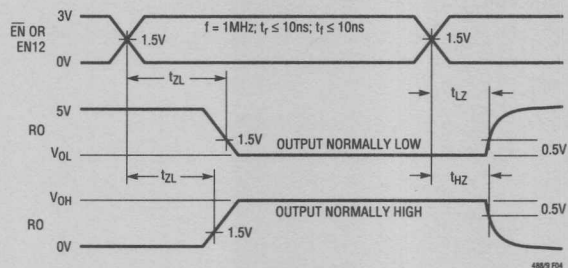 3V
EN OR
EN12
0V
1.5V
f = 1MHz; tr ≤ 10ns; tf ≤ 10ns
1.5V
tZL
tLZ
5V
RO
VOL
1.5V
OUTPUT NORMALLY LOW
0.5V
tZL
tHZ
VOH
RO
0V
1.5V
OUTPUT NORMALLY HIGH
0.5V
488/9 F04